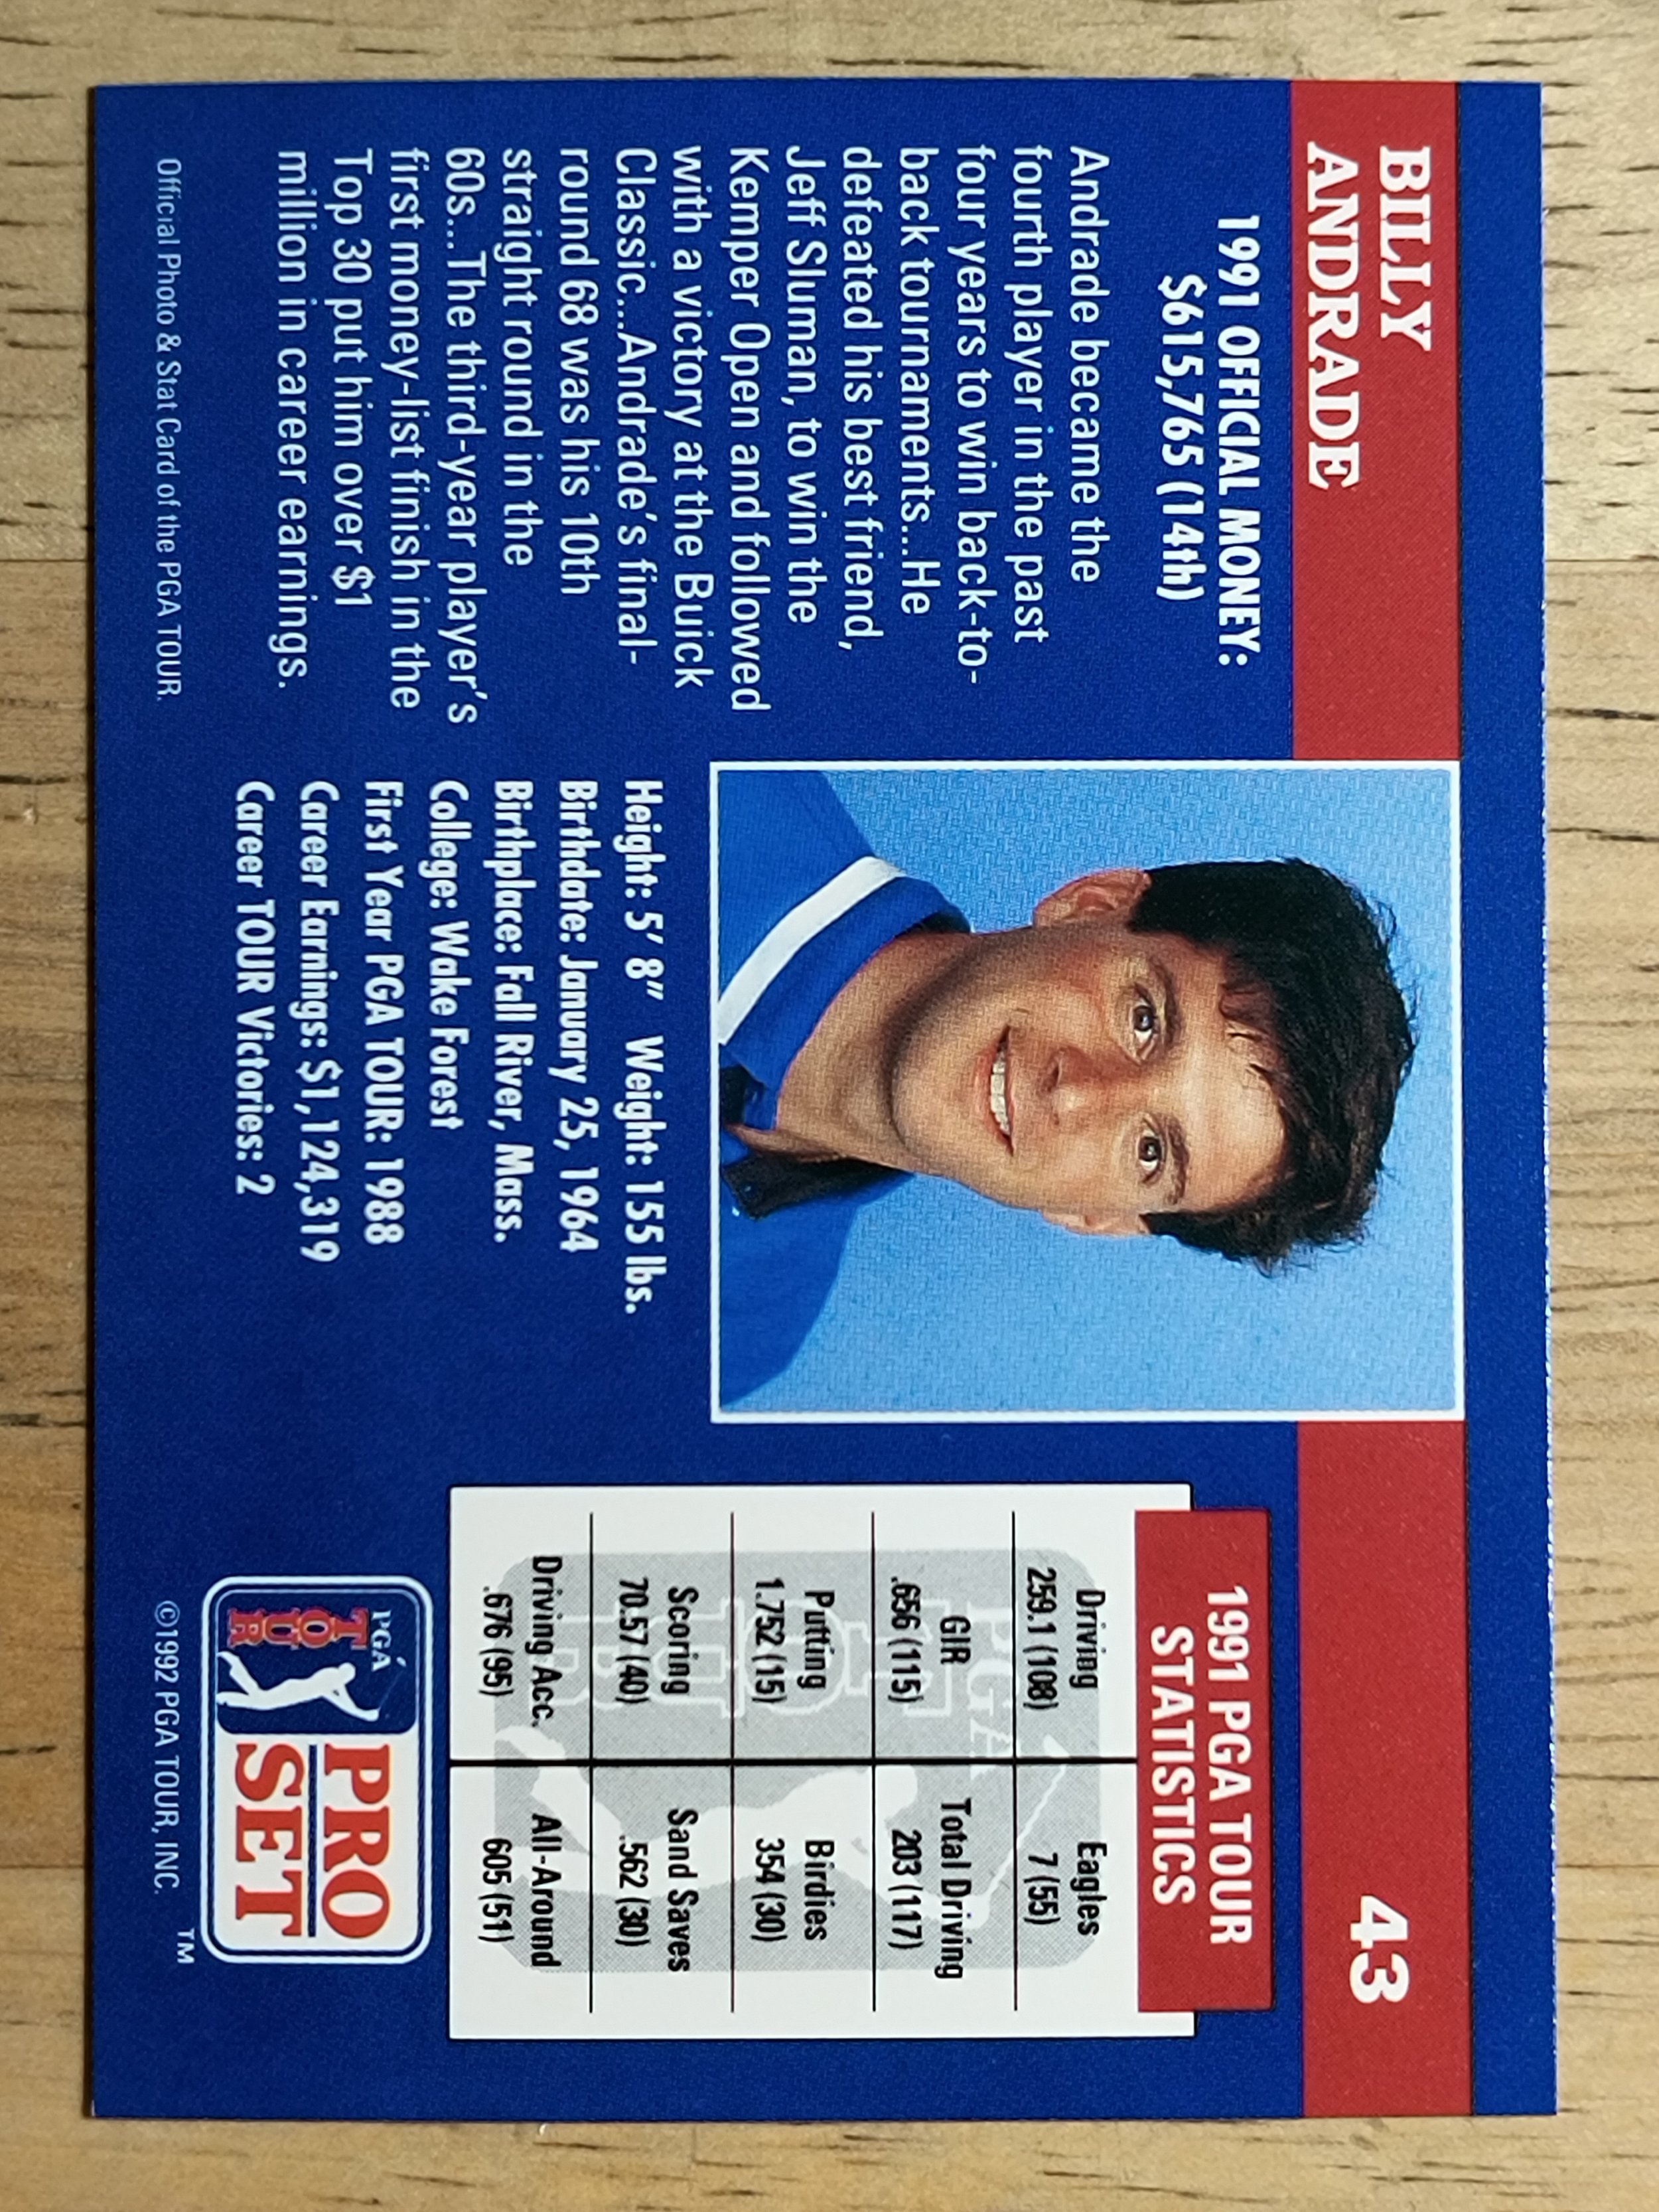 BILLY
ANDRADE
43
1991 OFFICIAL MONEY:
$615,765 (14th)
Andrade became the
fourth player in the past
four years to win back-to-
back tournaments...He
defeated his best friend,
Jeff Sluman, to win the
Kemper Open and followed
with a victory at the Buick
Classic...Andrade's final-
round 68 was his 10th
straight round in the
60s...The third-year player's
first money-list finish in the
Top 30 put him over $1
million in career earnings.
Height: 5' 8" Weight: 155 lbs.
Birthdate: January 25, 1964
Birthplace: Fall River, Mass.
College: Wake Forest
First Year PGA TOUR: 1988
Career Earnings: $1,124,319
Career TOUR Victories: 2
1991 PGA TOUR
STATISTICS
Driving
259.1 (108)
Eagles
7 (55)
GIR
.656 (115)
Total Driving
203 (117)
Putting
1.752 (15)
Birdies
354 (30)
Scoring
70.57 (40)
Sand Saves
.562 (30)
Driving Acc.
.676 (95)
All-Around
605 (51)
PGA
TOUR
PRO
SET
TM
Official Photo & Stat Card of the PGA TOUR.
©1992 PGA TOUR, INC.